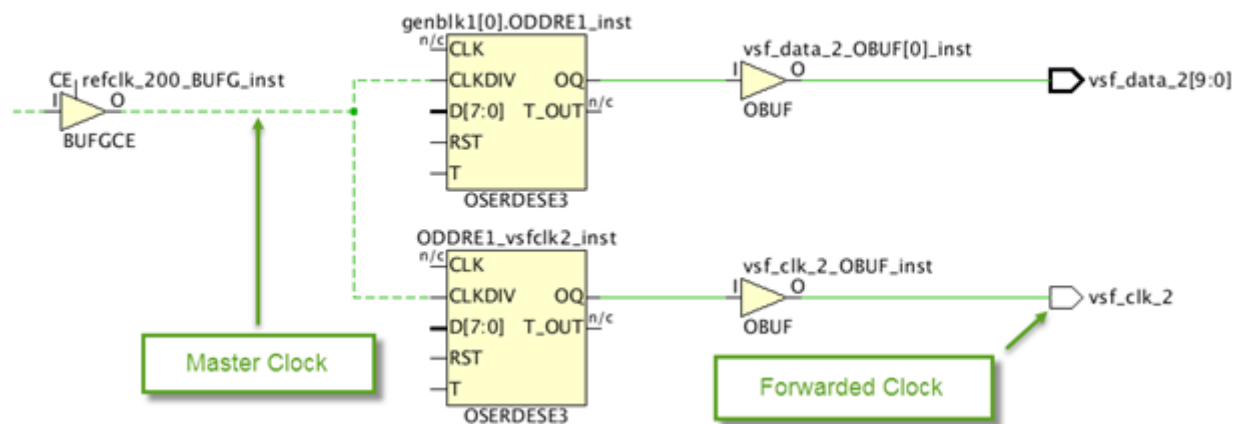 genblk1[0].ODDRE1_inst
n/c
CLK
CLKDIV OQ
D[7:0] T_OUT n/c
RST
T
OSERDESE3
CE refclk_200_BUFG_inst
I O
BUFGCE
vsf_data_2_OBUF[0]_inst
I O
OBUF
vsf_data_2[9:0]
ODDRE1_vsfclk2_inst
n/c
CLK
CLKDIV OQ
D[7:0] T_OUT n/c
RST
T
OSERDESE3
vsf_clk_2_OBUF_inst
I O
OBUF
vsf_clk_2
Master Clock
Forwarded Clock